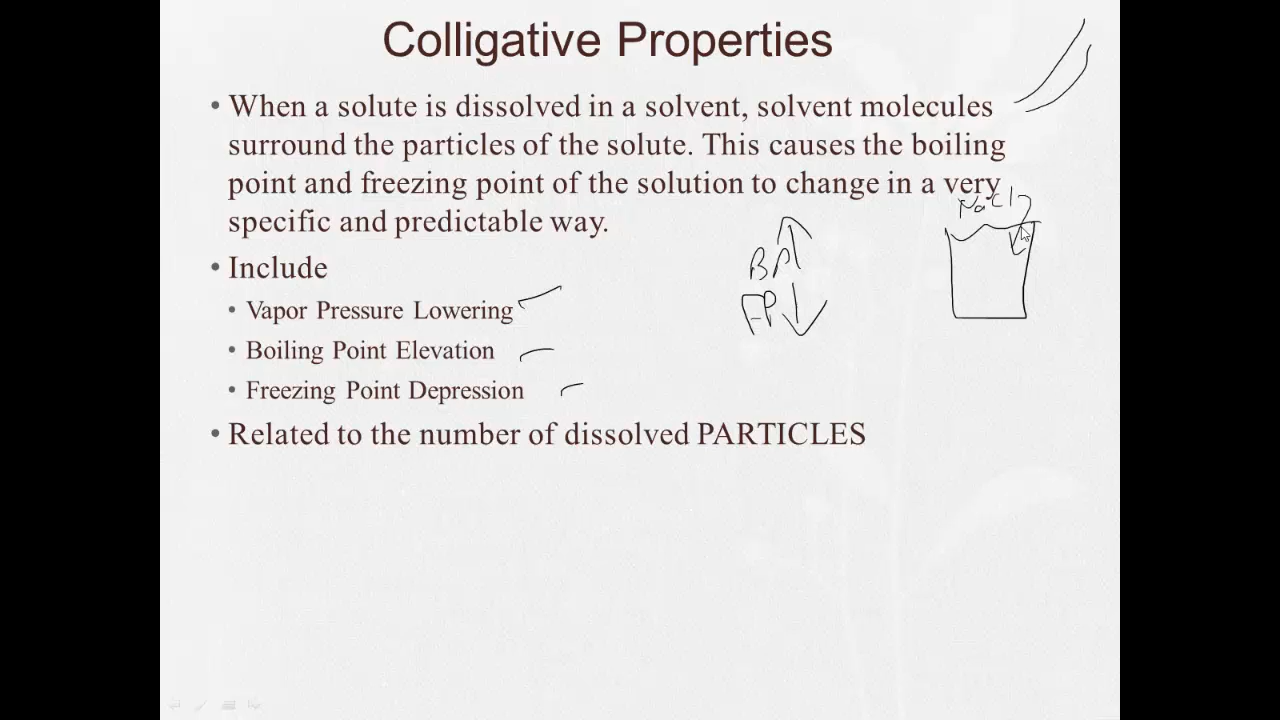 Colligative Properties
• When a solute is dissolved in a solvent, solvent molecules
surround the particles of the solute. This causes the boiling
point and freezing point of the solution to change in a very
specific and predictable way.
NaCl
• Include
BP
• Vapor Pressure Lowering
FP
• Boiling Point Elevation
• Freezing Point Depression
• Related to the number of dissolved PARTICLES